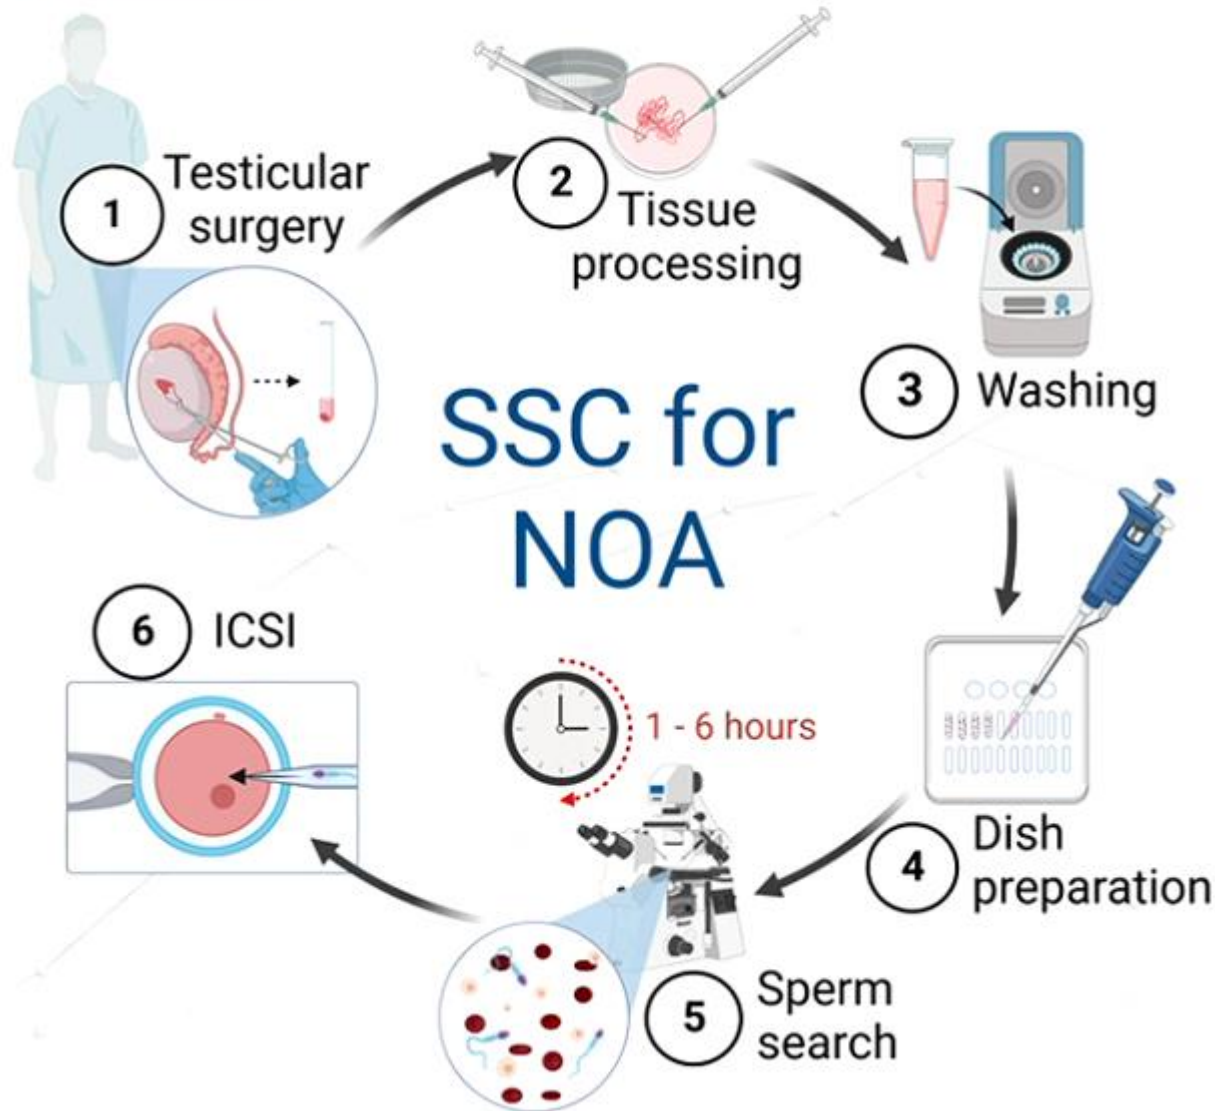 1
Testicular
surgery
2
Tissue
processing
3
Washing
SSC for
NOA
4
Dish
preparation
1 - 6 hours
5
Sperm
search
6
ICSI